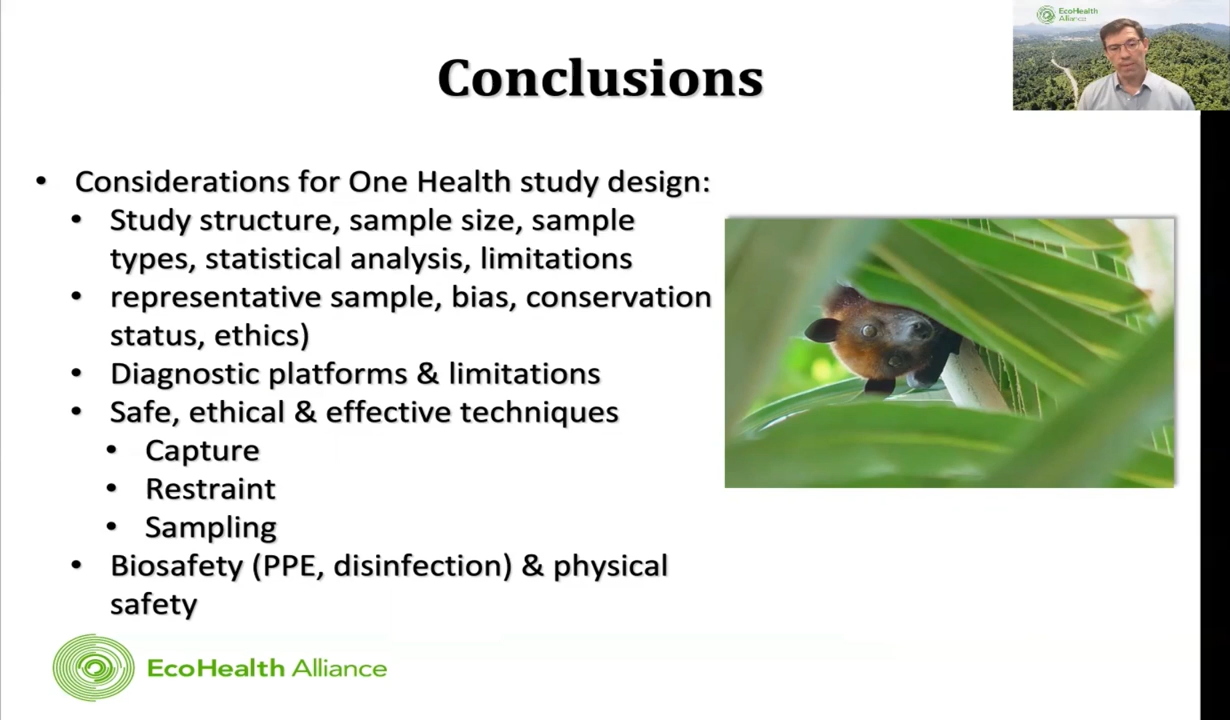 EcoHealth
Alliance
Conclusions
• Considerations for One Health study design:
• Study structure, sample size, sample
types, statistical analysis, limitations
• representative sample, bias, conservation
status, ethics)
• Diagnostic platforms & limitations
• Safe, ethical & effective techniques
• Capture
• Restraint
• Sampling
• Biosafety (PPE, disinfection) & physical
safety
EcoHealth Alliance